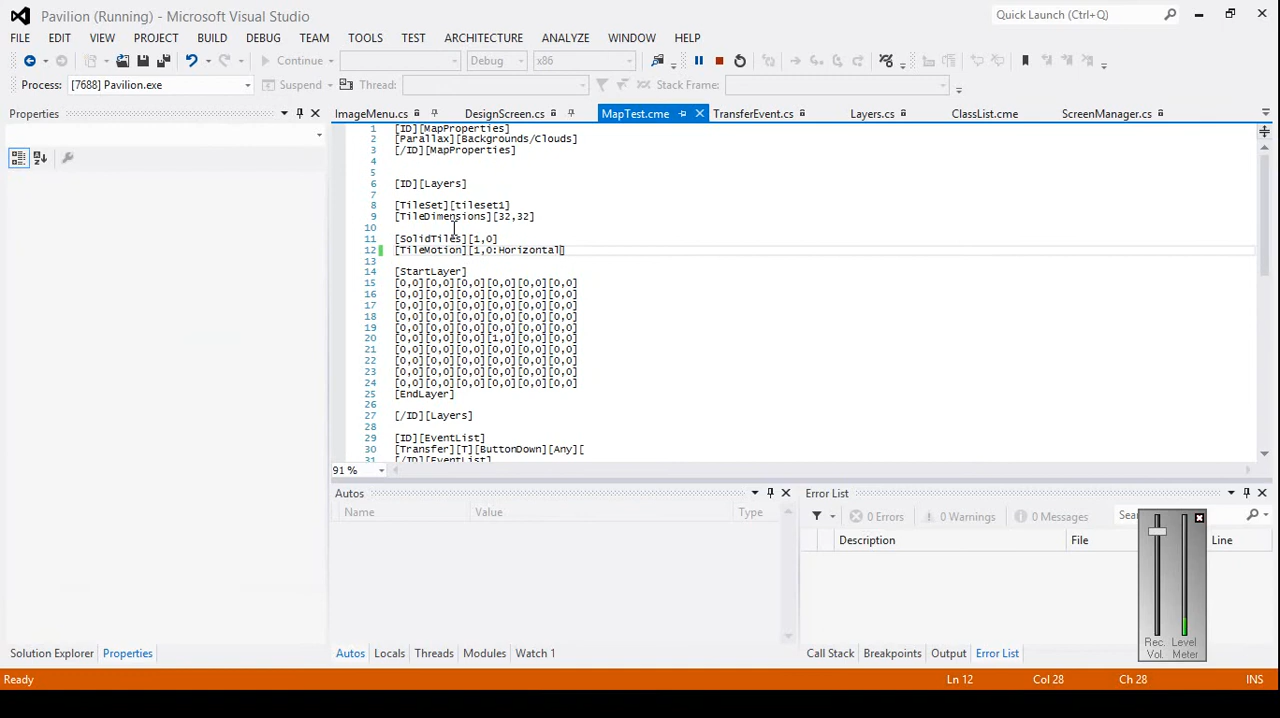 Pavilion (Running) - Microsoft Visual Studio
Quick Launch (Ctrl+Q)
FILE EDIT VIEW PROJECT BUILD DEBUG TEAM TOOLS TEST ARCHITECTURE ANALYZE WINDOW HELP
Continue Debug x86
Process: [7688] Pavilion.exe Suspend Thread: Stack Frame:
Properties
ImageMenu.cs DesignScreen.cs MapTest.cme TransferEvent.cs Layers.cs ClassList.cme ScreenManager.cs
1 [ID][MapProperties]
2 [Parallax][Backgrounds/Clouds]
3 [/ID][MapProperties]
4
5
6 [ID][Layers]
7
8 [TileSet][tileset1]
9 [TileDimensions][32,32]
10
11 [SolidTiles][1,0]
12 [TileMotion][1,0:Horizontal]
13
14 [StartLayer]
15 [0,0][0,0][0,0][0,0][0,0][0,0]
16 [0,0][0,0][0,0][0,0][0,0][0,0]
17 [0,0][0,0][0,0][0,0][0,0][0,0]
18 [0,0][0,0][0,0][0,0][0,0][0,0]
19 [0,0][0,0][0,0][0,0][0,0][0,0]
20 [0,0][0,0][0,0][1,0][0,0][0,0]
21 [0,0][0,0][0,0][0,0][0,0][0,0]
22 [0,0][0,0][0,0][0,0][0,0][0,0]
23 [0,0][0,0][0,0][0,0][0,0][0,0]
24 [0,0][0,0][0,0][0,0][0,0][0,0]
25 [EndLayer]
26
27 [/ID][Layers]
28
29 [ID][EventList]
30 [Transfer][T][ButtonDown][Any][
31 [/ID][EventList]
91 %
Autos
Name Value Type
Error List
0 Errors 0 Warnings 0 Messages Sea
Description File Line
Rec. Vol. Level Meter
Solution Explorer Properties
Autos Locals Threads Modules Watch 1
Call Stack Breakpoints Output Error List
Ready Ln 12 Col 28 Ch 28 INS